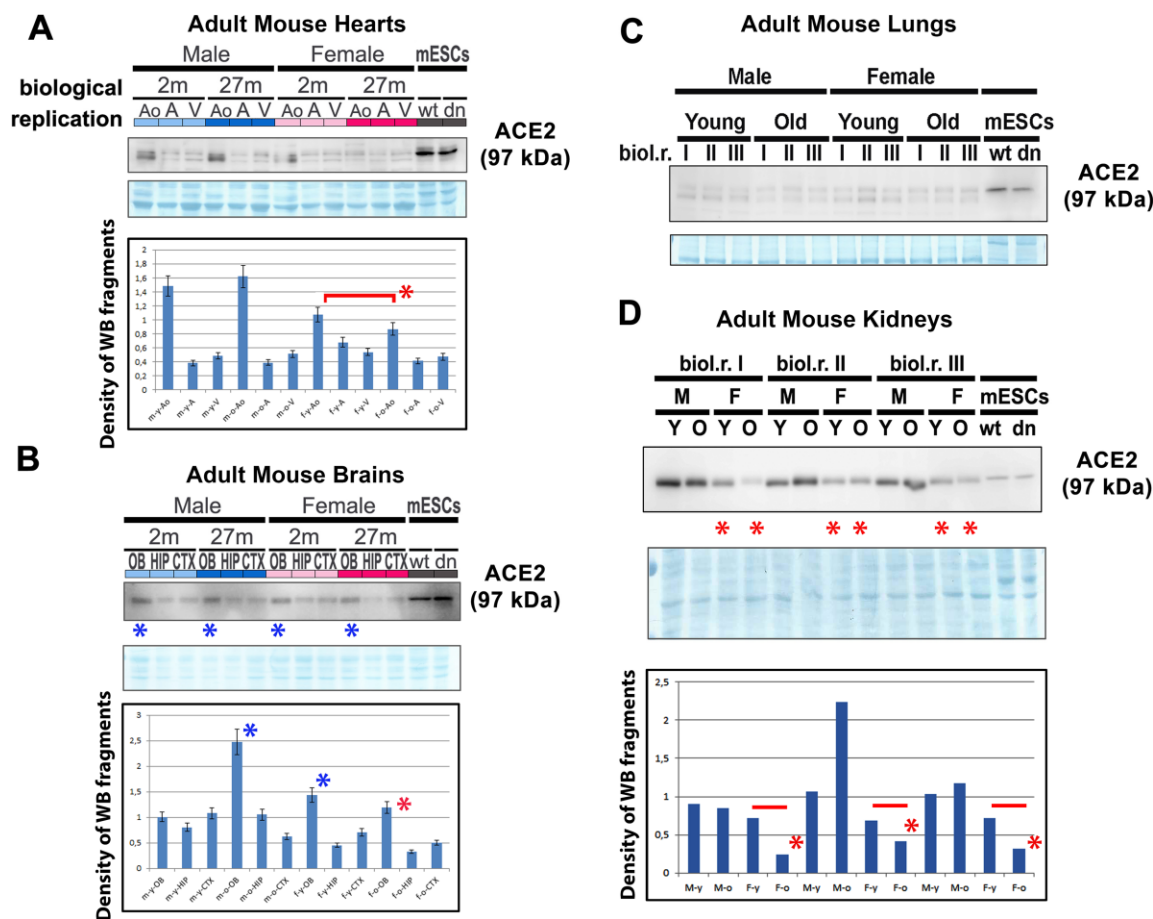 A
Adult Mouse Hearts
Male Female mESCs
biological 2m 27m 2m 27m
replication Ao A V Ao A V Ao A V Ao A V wt dn
ACE2
(97 kDa)
Density of WB fragments
2
1,8
1,6
1,4
1,2
1
0,8
0,6
0,4
0,2
0
*
m-y-Ao m-y-A m-y-V m-o-Ao m-o-A m-o-V f-y-Ao f-y-A f-y-V f-o-Ao f-o-A f-o-V
B
Adult Mouse Brains
Male Female mESCs
2m 27m 2m 27m
OB HIP CTX OB HIP CTX OB HIP CTX OB HIP CTX wt dn
ACE2
(97 kDa)
* * * *
Density of WB fragments
3
2,5
2
1,5
1
0,5
0
* * *
m-y-OB m-y-HIP m-y-CTX m-o-OB m-o-HIP m-o-CTX f-y-OB f-y-HIP f-y-CTX f-o-OB f-o-HIP f-o-CTX
C
Adult Mouse Lungs
Male Female
Young Old Young Old mESCs
biol.r. I II III I II III I II III I II III wt dn
ACE2
(97 kDa)
D
Adult Mouse Kidneys
biol.r. I biol.r. II biol.r. III
M F M F M F mESCs
Y O Y O Y O Y O Y O Y O wt dn
ACE2
(97 kDa)
* * * * * *
Density of WB fragments
2,5
2
1,5
1
0,5
0
* * *
M-y M-o F-y F-o M-y M-o F-y F-o M-y M-o F-y F-o